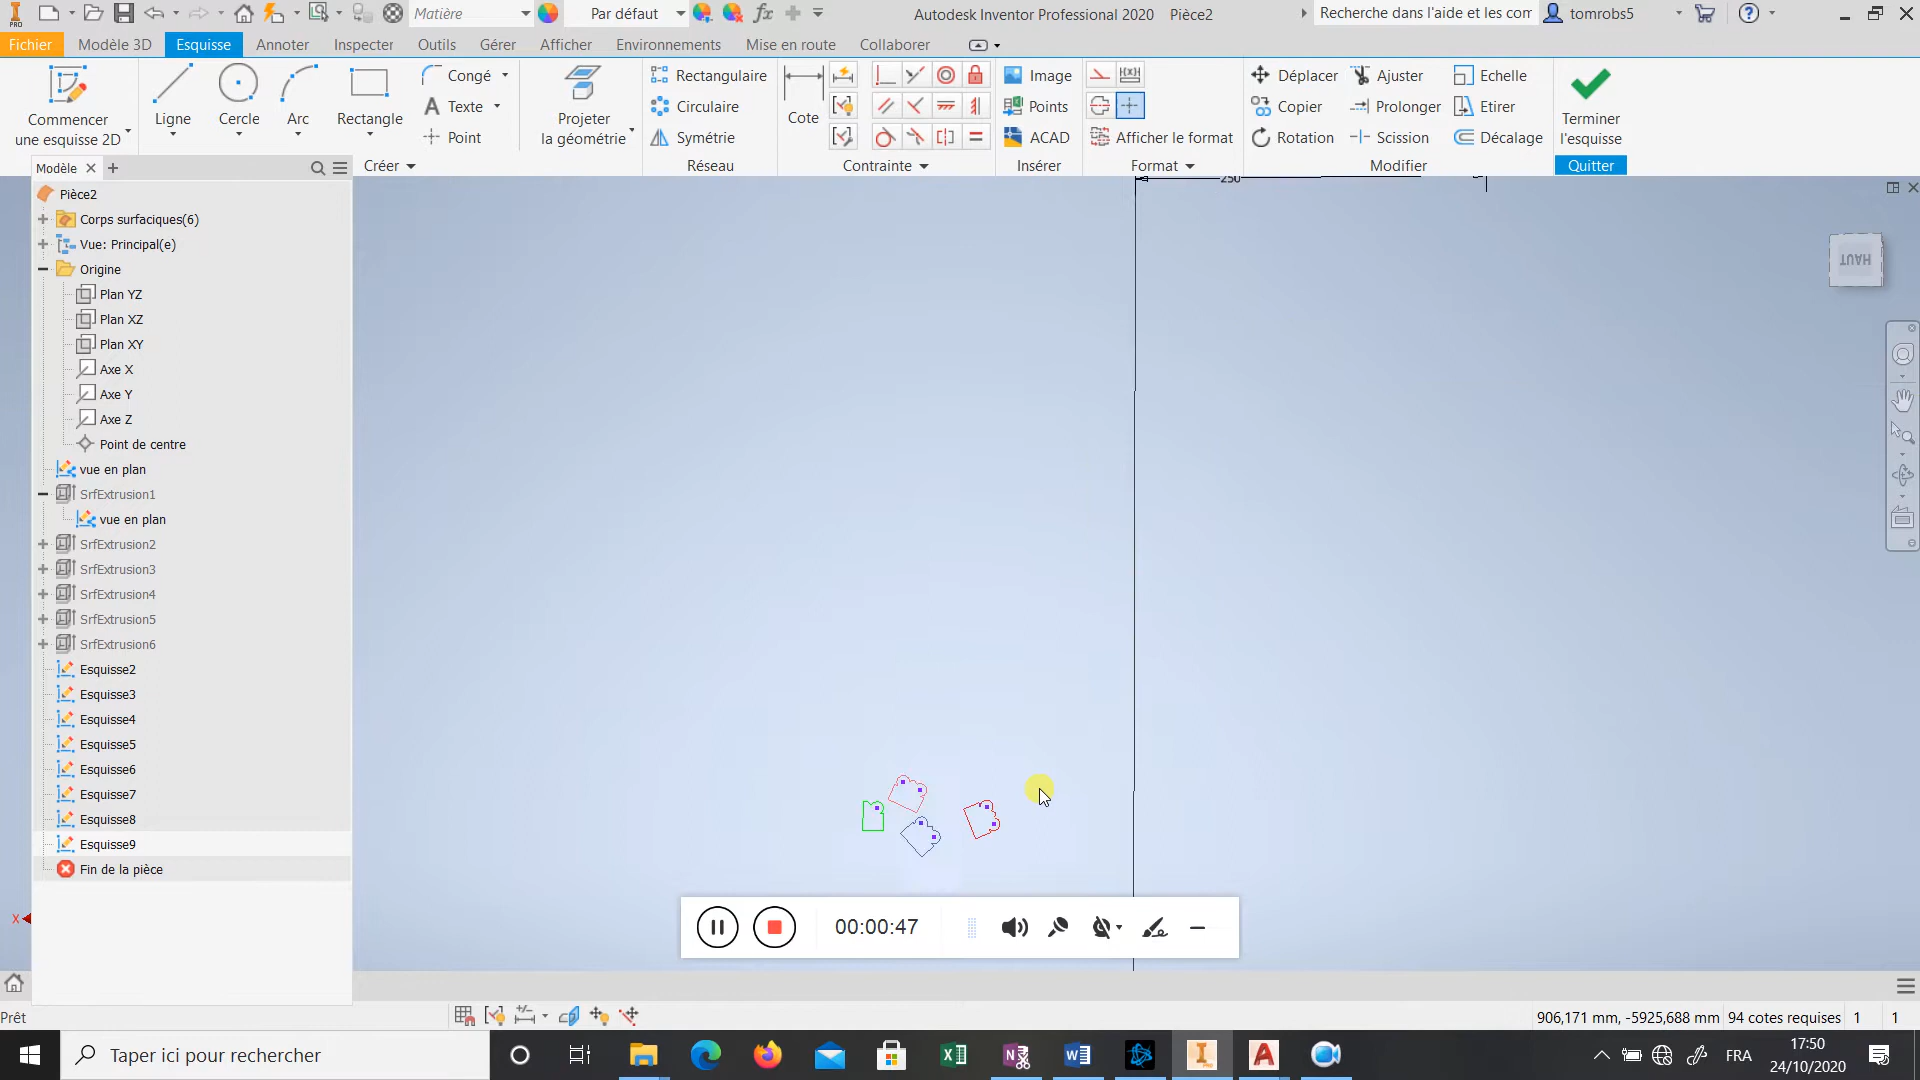 PRO
Matière
Par défaut
fx
Autodesk Inventor Professional 2020 Pièce2
Recherche dans l'aide et les com
tomrobs5
Fichier
Modèle 3D
Esquisse
Annoter
Inspecter
Outils
Gérer
Afficher
Environnements
Mise en route
Collaborer
Commencer
une esquisse 2D
Ligne
Cercle
Arc
Rectangle
Congé
Texte
Point
Projeter
la géométrie
Rectangulaire
Circulaire
Symétrie
Cote
Image
Points
ACAD
Afficher le format
Déplacer
Copier
Rotation
Ajuster
Prolonger
Scission
Echelle
Etirer
Décalage
Terminer
l'esquisse
Créer
Réseau
Contrainte
Insérer
Format
Modifier
Quitter
Modèle
250
HAUT
Pièce2
Corps surfaciques(6)
Vue: Principal(e)
Origine
Plan YZ
Plan XZ
Plan XY
Axe X
Axe Y
Axe Z
Point de centre
vue en plan
SrfExtrusion1
vue en plan
SrfExtrusion2
SrfExtrusion3
SrfExtrusion4
SrfExtrusion5
SrfExtrusion6
Esquisse2
Esquisse3
Esquisse4
Esquisse5
Esquisse6
Esquisse7
Esquisse8
Esquisse9
Fin de la pièce
X
00:00:47
Prêt
906,171 mm, -5925,688 mm 94 cotes requises 1 1
Taper ici pour rechercher
FRA
17:50
24/10/2020